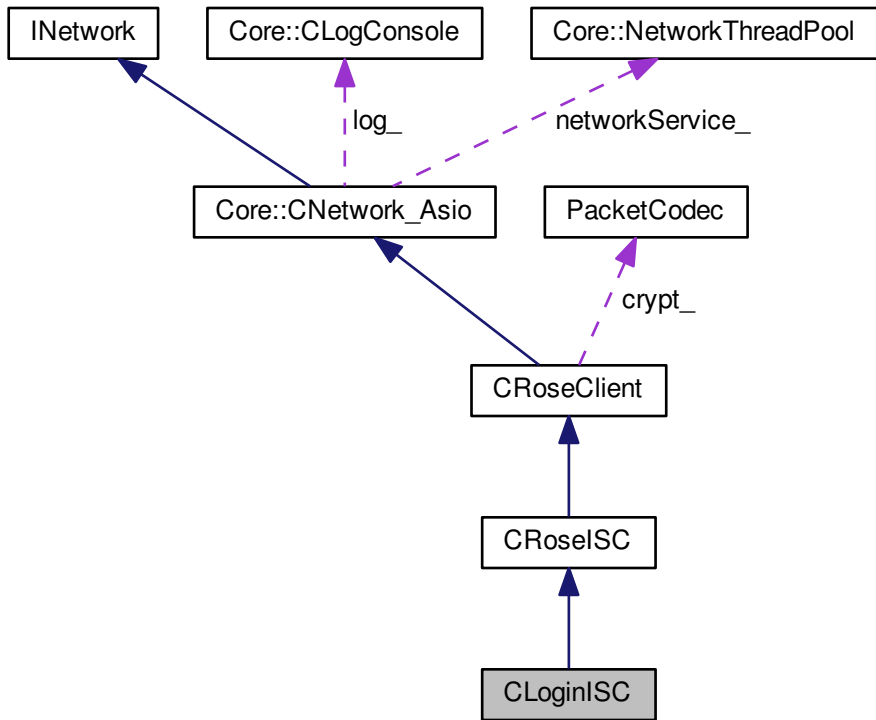 INetwork
Core::CLogConsole
Core::NetworkThreadPool
log_
networkService_
Core::CNetwork_Asio
PacketCodec
crypt_
CRoseClient
CRoseISC
CLoginISC